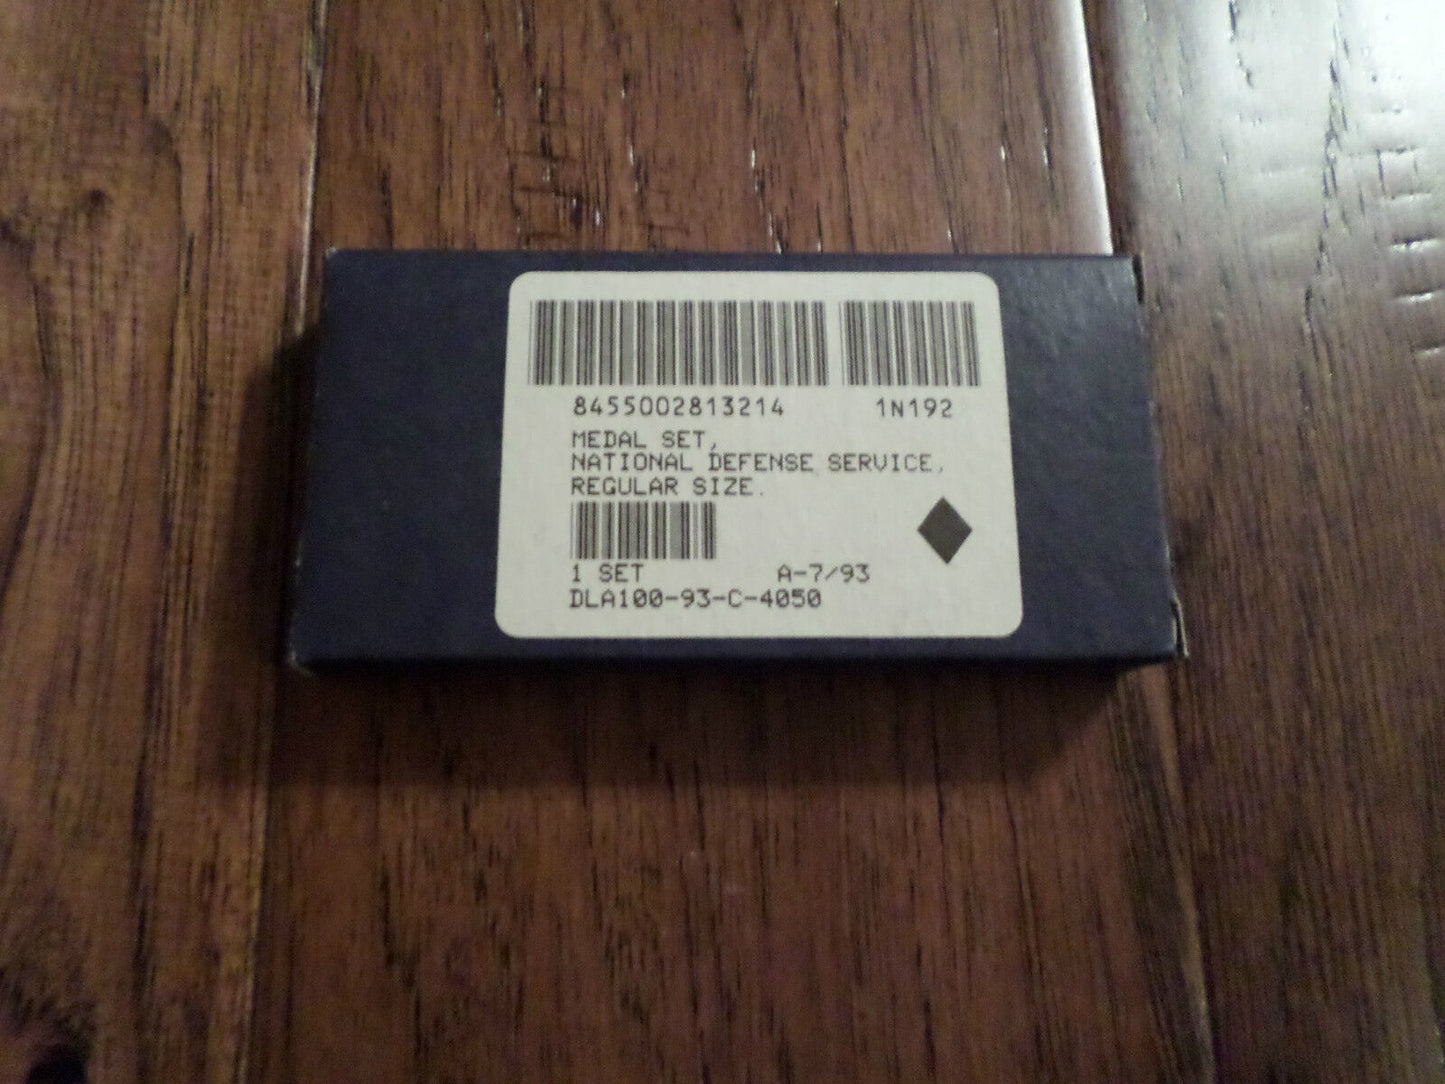 8455002813214 1N192
MEDAL SET,
NATIONAL DEFENSE SERVICE,
REGULAR SIZE.
1 SET A-7/93
DLA100-93-C-4050